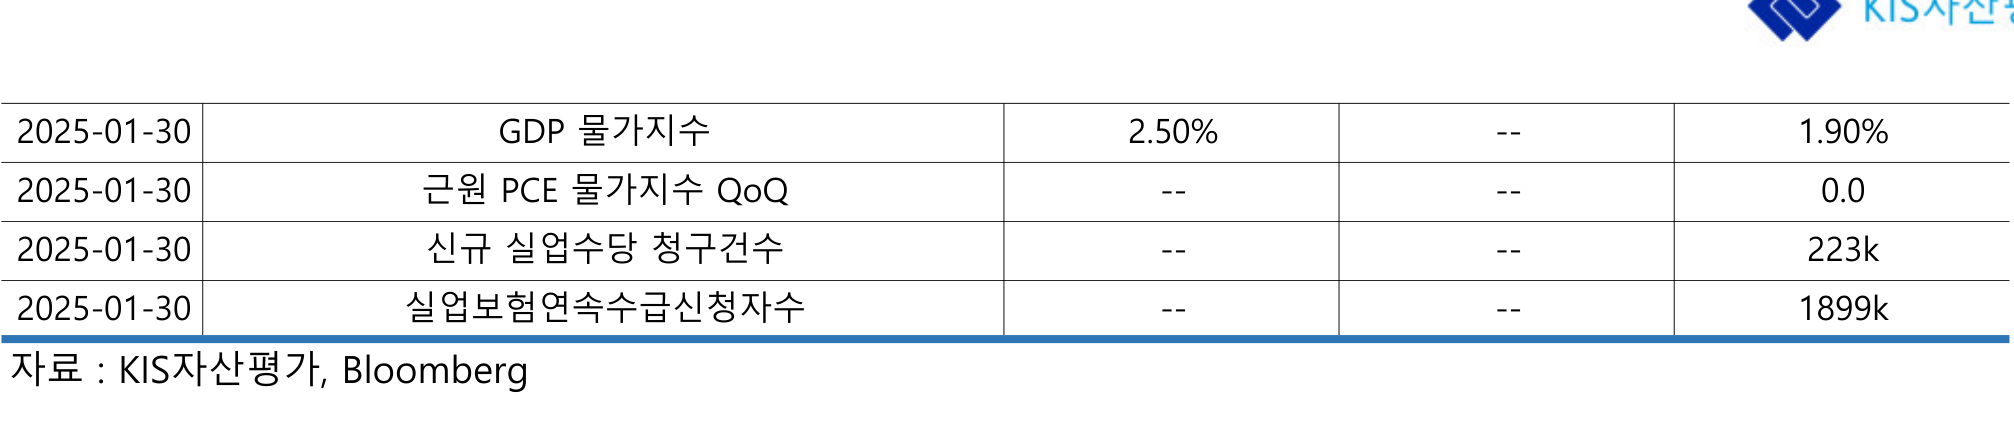 KIS자산평
2025-01-30 GDP 물가지수 2.50% -- 1.90%
2025-01-30 근원 PCE 물가지수 QoQ -- -- 0.0
2025-01-30 신규 실업수당 청구건수 -- -- 223k
2025-01-30 실업보험연속수급신청자수 -- -- 1899k
자료 : KIS자산평가, Bloomberg